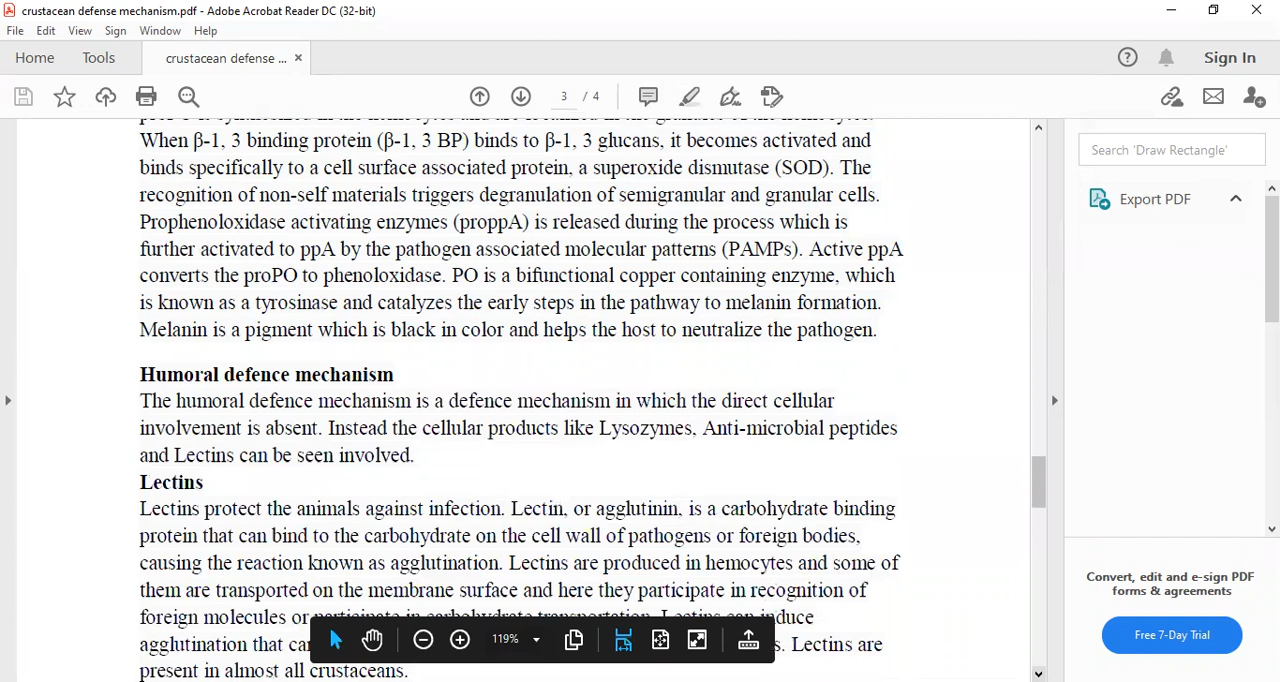 crustacean defense mechanism.pdf - Adobe Acrobat Reader DC (32-bit)
File Edit View Sign Window Help
Home Tools crustacean defense ... × Sign In
3 / 4
When β-1, 3 binding protein (β-1, 3 BP) binds to β-1, 3 glucans, it becomes activated and
binds specifically to a cell surface associated protein, a superoxide dismutase (SOD). The
recognition of non-self materials triggers degranulation of semigranular and granular cells.
Prophenoloxidase activating enzymes (proppA) is released during the process which is
further activated to ppA by the pathogen associated molecular patterns (PAMPs). Active ppA
converts the proPO to phenoloxidase. PO is a bifunctional copper containing enzyme, which
is known as a tyrosinase and catalyzes the early steps in the pathway to melanin formation.
Melanin is a pigment which is black in color and helps the host to neutralize the pathogen.
Humoral defence mechanism
The humoral defence mechanism is a defence mechanism in which the direct cellular
involvement is absent. Instead the cellular products like Lysozymes, Anti-microbial peptides
and Lectins can be seen involved.
Lectins
Lectins protect the animals against infection. Lectin, or agglutinin, is a carbohydrate binding
protein that can bind to the carbohydrate on the cell wall of pathogens or foreign bodies,
causing the reaction known as agglutination. Lectins are produced in hemocytes and some of
them are transported on the membrane surface and here they participate in recognition of
foreign molecules or participate in carbohydrate transportation. Lectins can induce
agglutination that s. Lectins are
present in almost all crustaceans.
119%
Search 'Draw Rectangle'
Export PDF
Convert, edit and e-sign PDF
forms & agreements
Free 7-Day Trial